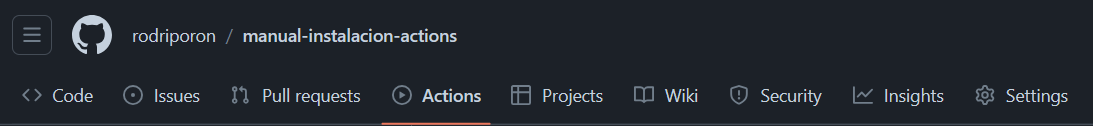 rodriporon / manual-instalacion-actions
Code Issues Pull requests Actions Projects Wiki Security Insights Settings